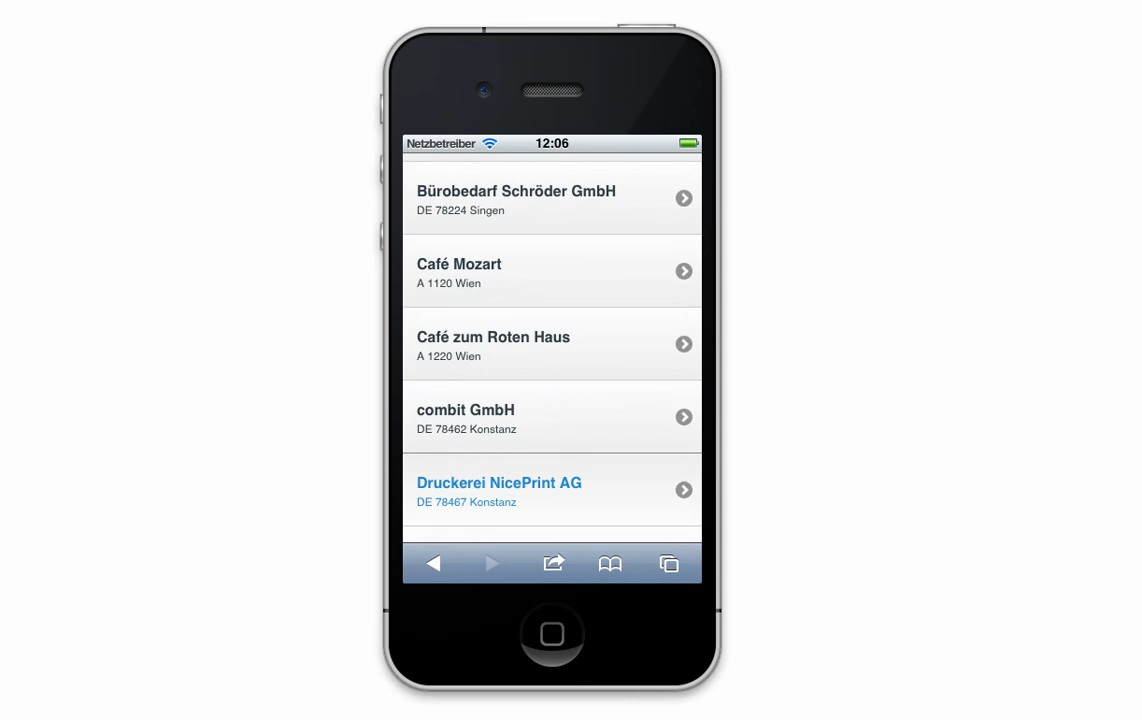 Netzbetreiber 12:06
Bürobedarf Schröder GmbH
DE 78224 Singen
Café Mozart
A 1120 Wien
Café zum Roten Haus
A 1220 Wien
combit GmbH
DE 78462 Konstanz
Druckerei NicePrint AG
DE 78467 Konstanz